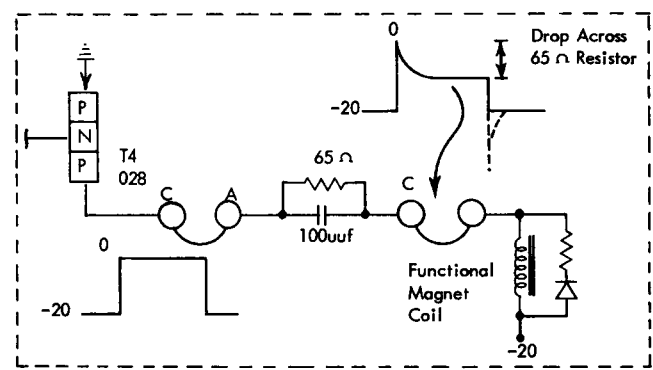 0
Drop Across
65 Ω Resistor
-20
P
N
P
T4
028
65 Ω
C
A
C
100uuf
0
-20
Functional
Magnet
Coil
-20